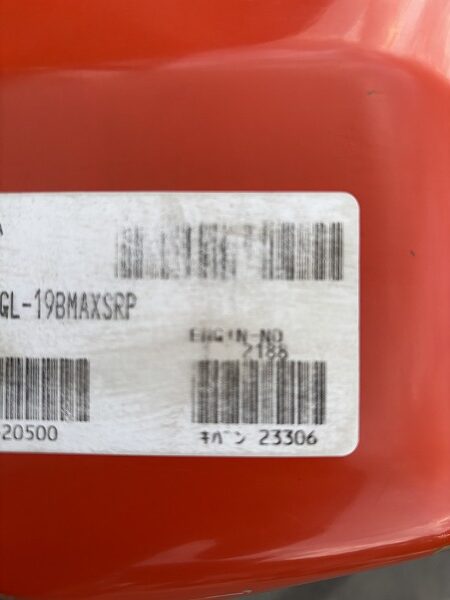 GL-19BMAXSRP
ENGIN-NO
2188
20500
ｷﾊﾞﾝ 23306